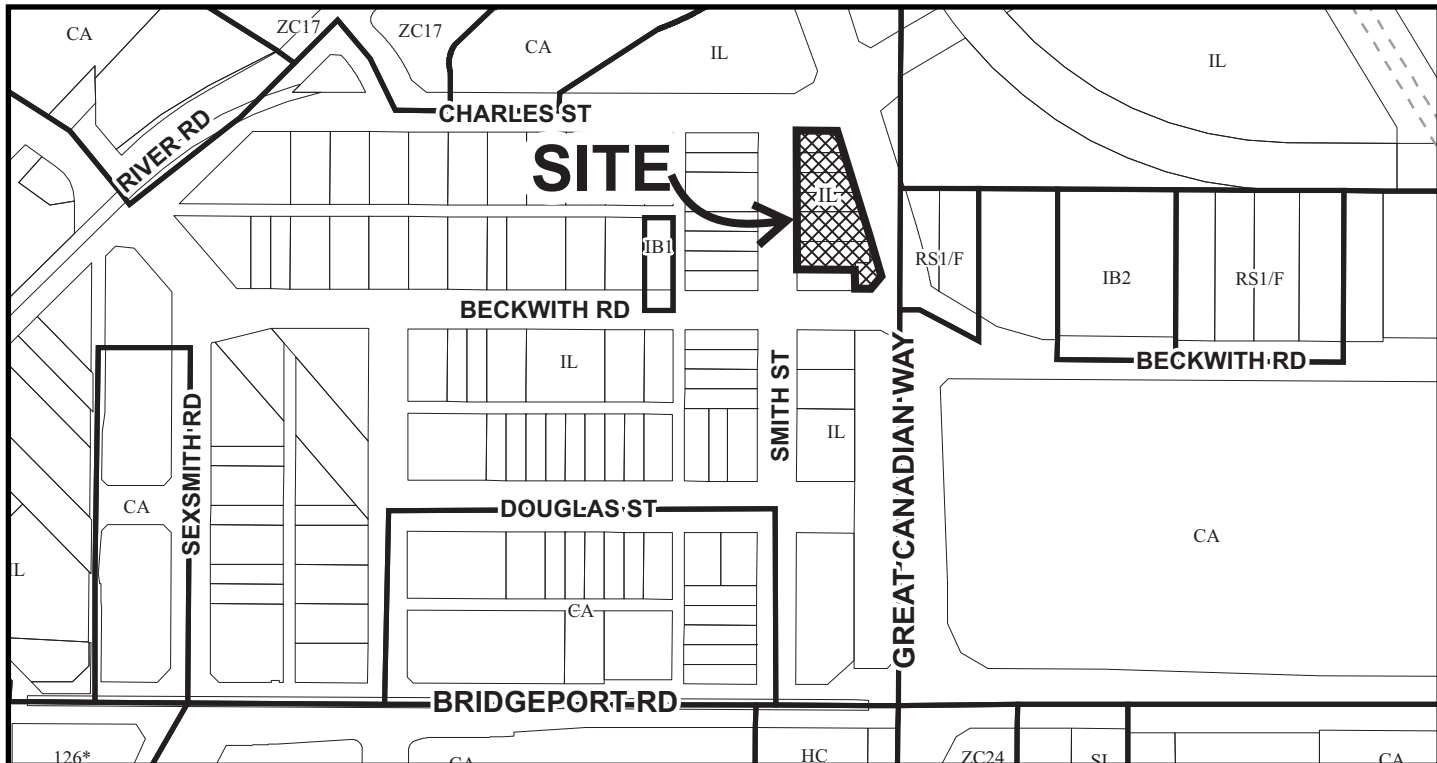 CA
ZC17
ZC17
CA
IL
IL
RIVER RD
CHARLES ST
SITE
IL
IB1
RS1/F
IB2
RS1/F
BECKWITH RD
BECKWITH RD
IL
SEXSMITH RD
SMITH ST
IL
GREAT CANADIAN WAY
CA
DOUGLAS ST
CA
IL
CA
BRIDGEPORT RD
126*
CA
HC
ZC24
SI
CA